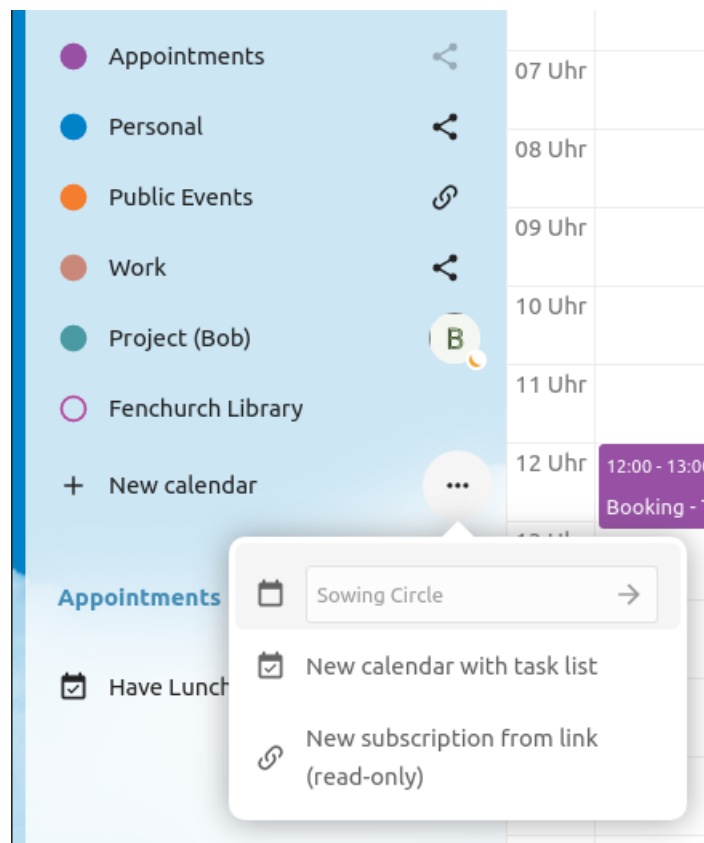 Appointments
Personal
Public Events
Work
Project (Bob)
B
Fenchurch Library
New calendar
Sowing Circle
New calendar with task list
New subscription from link
(read-only)
Appointments
Have Lunch
07 Uhr
08 Uhr
09 Uhr
10 Uhr
11 Uhr
12 Uhr
12:00 - 13:00
Booking -